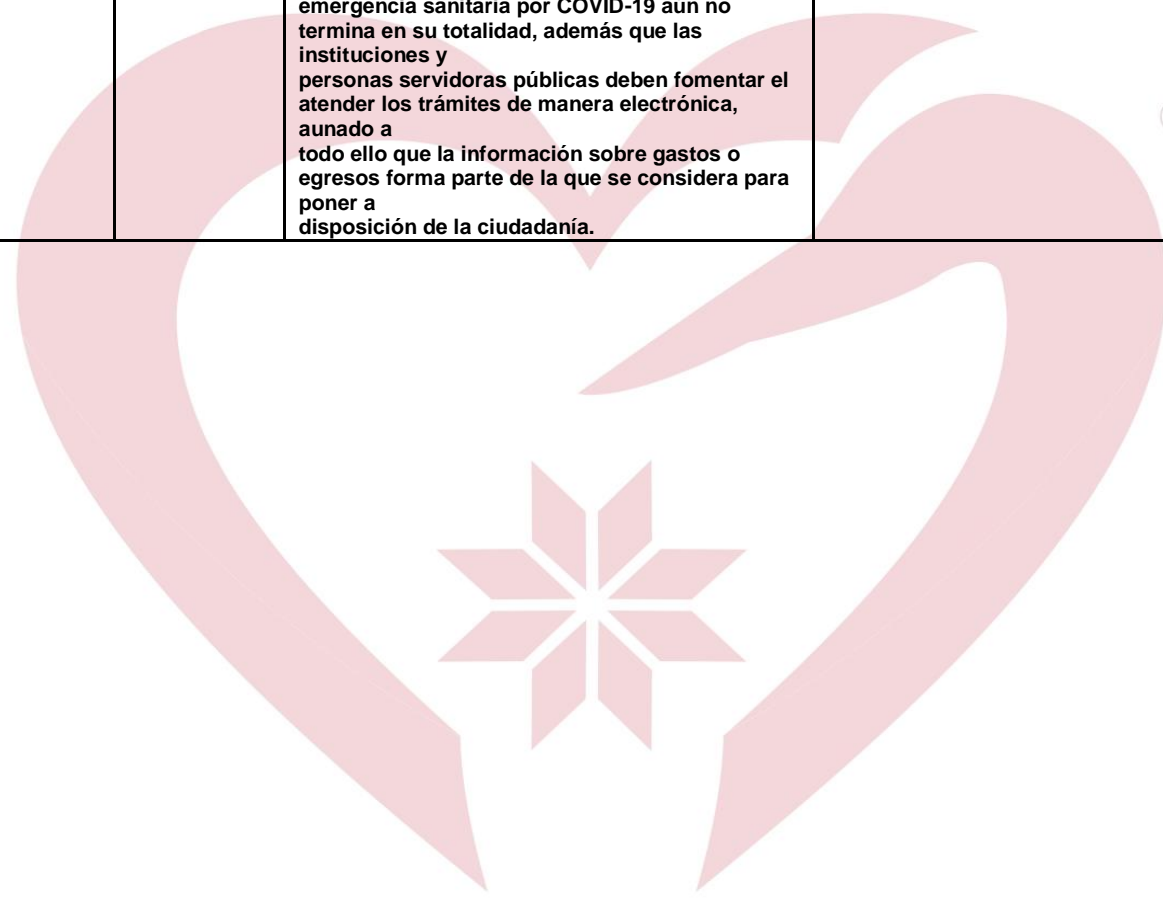 emergencia sanitaria por COVID-19 aún no
termina en su totalidad, además que las
instituciones y
personas servidoras públicas deben fomentar el
atender los trámites de manera electrónica,
aunado a
todo ello que la información sobre gastos o
egresos forma parte de la que se considera para
poner a
disposición de la ciudadanía.